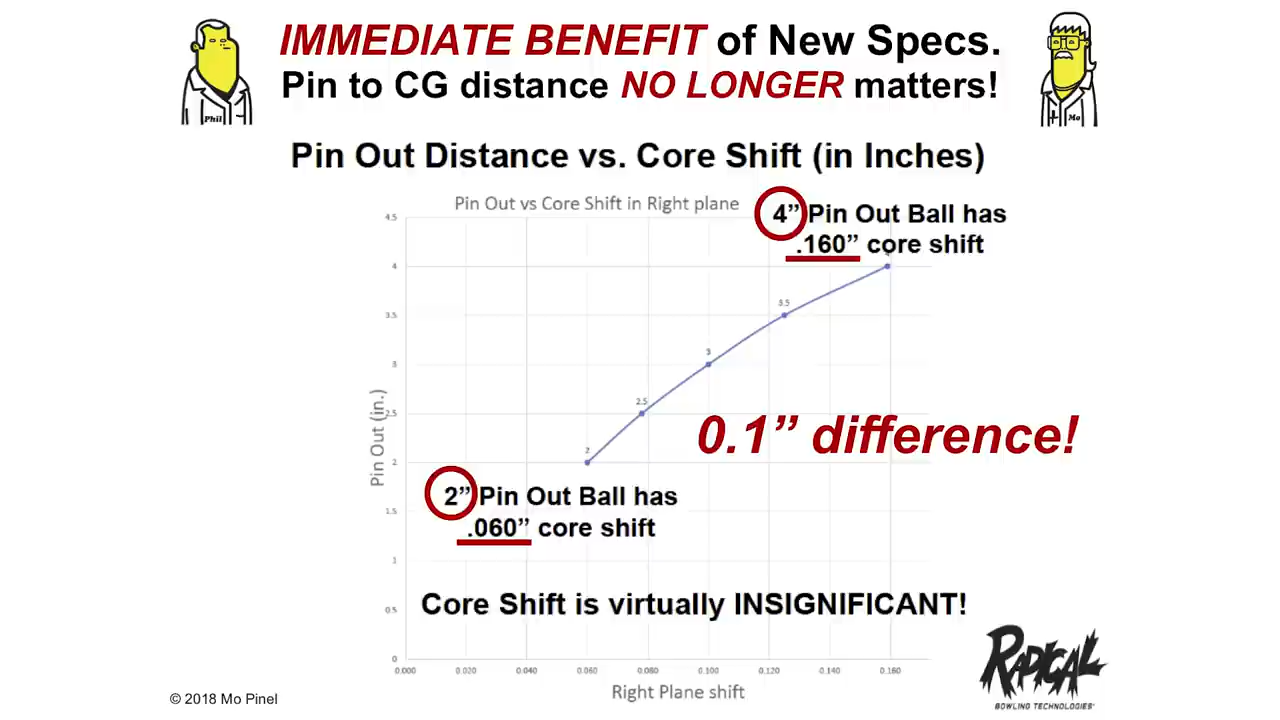 IMMEDIATE BENEFIT of New Specs.
Pin to CG distance NO LONGER matters!
Phil
Mo
Pin Out Distance vs. Core Shift (in Inches)
Pin Out vs Core Shift in Right plane
4” Pin Out Ball has
.160” core shift
4.5
4
3.5
3
2.5
2
1.5
1
0.5
0
Pin Out (in.)
3.5
3
2.5
2
0.1” difference!
2” Pin Out Ball has
.060” core shift
Core Shift is virtually INSIGNIFICANT!
0.000 0.020 0.040 0.060 0.080 0.100 0.120 0.140 0.160
Right Plane shift
© 2018 Mo Pinel
RADICAL
BOWLING TECHNOLOGIES